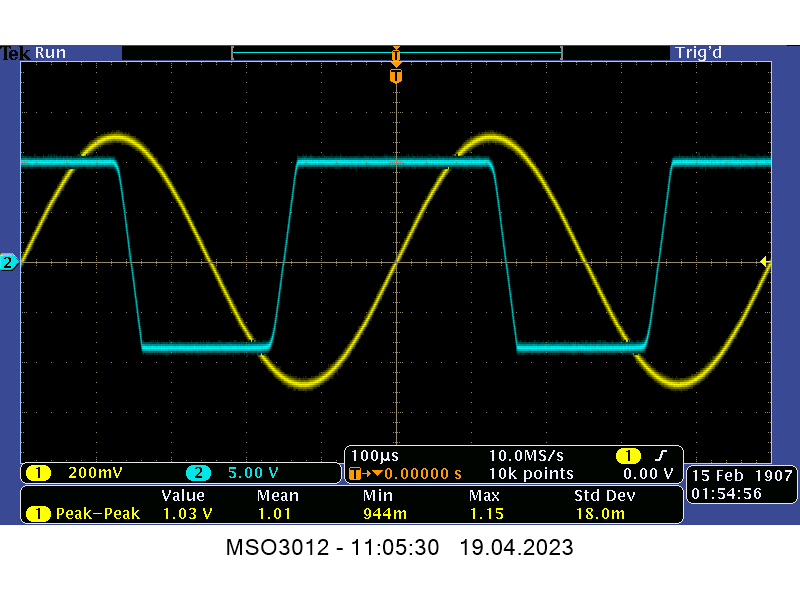 Tek Run Trig'd
T
T
2
1 200mV 2 5.00 V
100µs 10.0MS/s 1
T→▼0.00000 s 10k points 0.00 V
15 Feb 1907
01:54:56
Value Mean Min Max Std Dev
1 Peak−Peak 1.03 V 1.01 944m 1.15 18.0m
MSO3012 - 11:05:30 19.04.2023